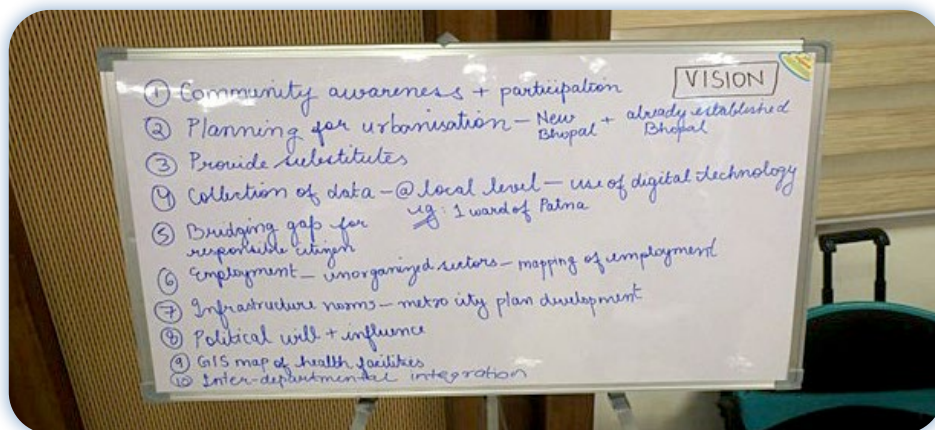 VISION
① Community awareness + participation
② Planning for urbanisation – New Bhopal + already established Bhopal
③ Provide substitutes
④ Collection of data – @ local level – use of digital technology
eg: 1 ward of Patna
⑤ Bridging gap for
responsible citizen
⑥ Employment – unorganized sectors – mapping of employment
⑦ Infrastructure norms – metro city plan development
⑧ Political will + influence
⑨ GIS map of health facilities
⑩ Inter-departmental integration